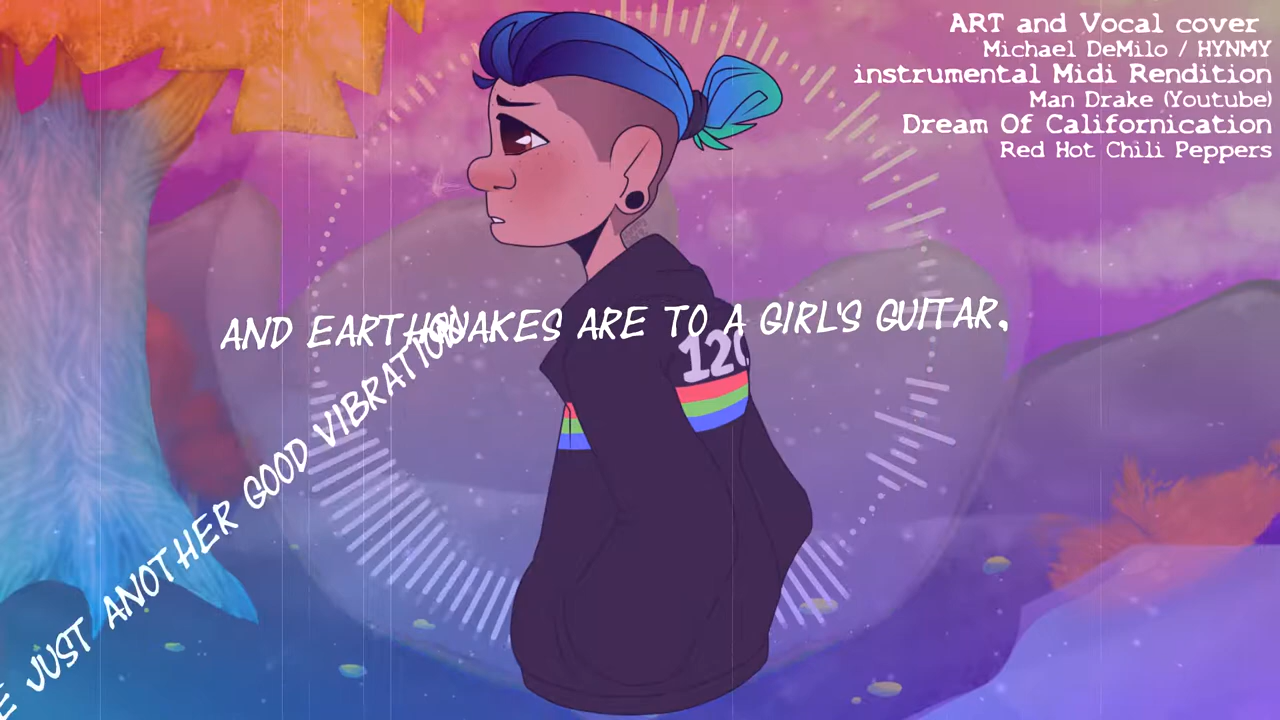 ART and Vocal cover
Michael DeMilo / HYNMY
instrumental Midi Rendition
Man Drake (Youtube)
Dream Of Californication
Red Hot Chili Peppers
AND EARTHQUAKES ARE TO A GIRL'S GUITAR,
JUST ANOTHER GOOD VIBRATION
120